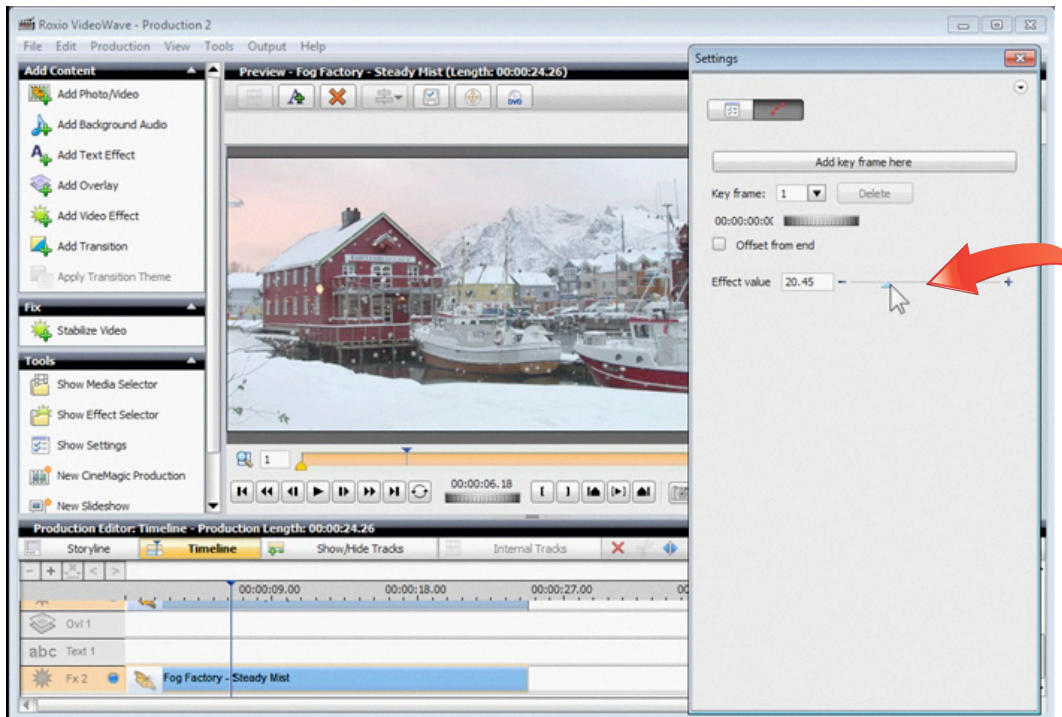 Roxio VideoWave - Production 2
File Edit Production View Tools Output Help
Add Content
Add Photo/Video
Add Background Audio
Add Text Effect
Add Overlay
Add Video Effect
Add Transition
Apply Transition Theme
Fix
Stabilize Video
Tools
Show Media Selector
Show Effect Selector
Show Settings
New CineMagic Production
New Slideshow
Preview - Fog Factory - Steady Mist (Length: 00:00:24.26)
DVD
1
00:00:06.18
Settings
Add key frame here
Key frame: 1 Delete
00:00:00:0(
Offset from end
Effect value 20.45 - +
Production Editor: Timeline - Production Length: 00:00:24.26
Storyline Timeline Show/Hide Tracks Internal Tracks
- + < >
00:00:09.00 00:00:18.00 00:00:27.00 00
Ovl 1
abc Text 1
Fx 2 Fog Factory - Steady Mist